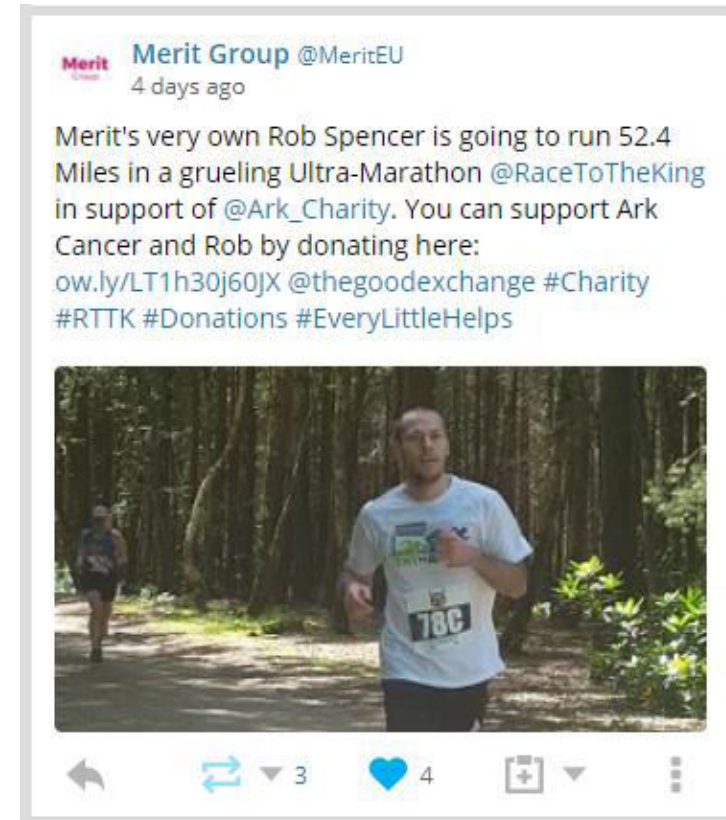 Merit
Group
Merit Group @MeritEU
4 days ago
Merit's very own Rob Spencer is going to run 52.4
Miles in a grueling Ultra-Marathon @RaceToTheKing
in support of @Ark_Charity. You can support Ark
Cancer and Rob by donating here:
ow.ly/LT1h30j60JX @thegoodexchange #Charity
#RTTK #Donations #EveryLittleHelps
78C
3
4